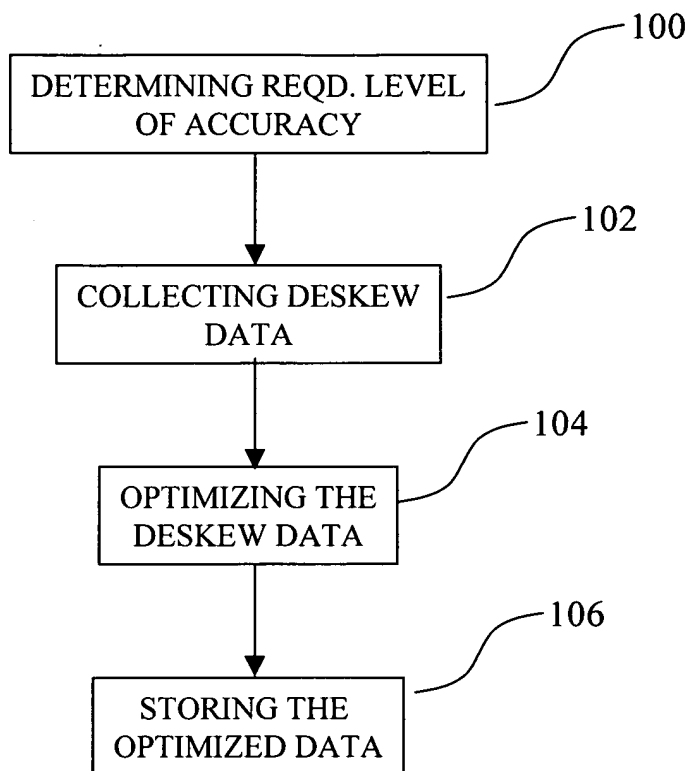 100
DETERMINING REQD. LEVEL
OF ACCURACY
102
COLLECTING DESKEW
DATA
104
OPTIMIZING THE
DESKEW DATA
106
STORING THE
OPTIMIZED DATA